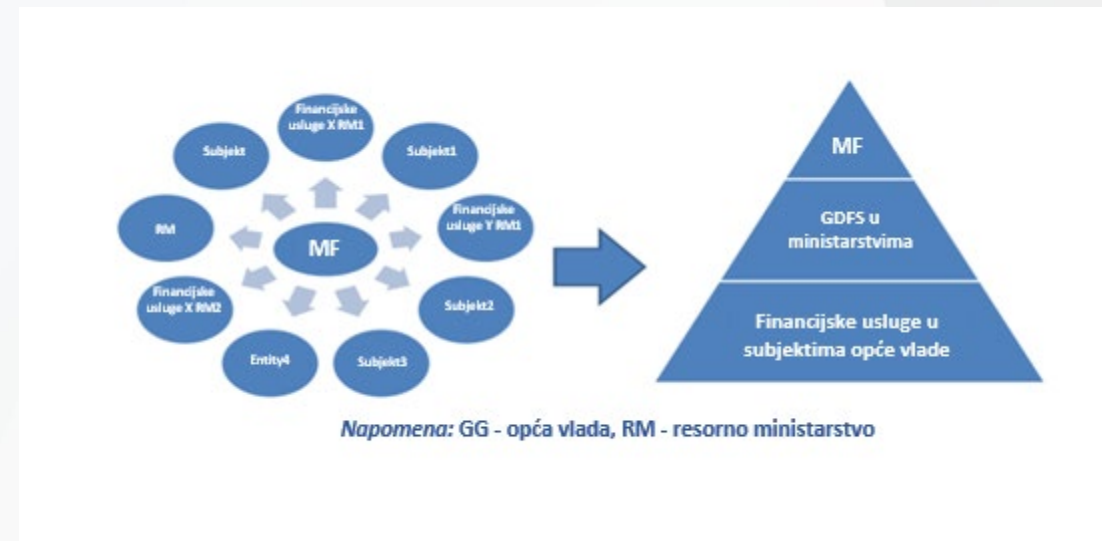 Financijske
usluge X RM1
Subjekt
Subjekt1
RM
MF
Financijske
usluge Y RM1
Financijske
usluge X RM2
Subjekt2
Entity4
Subjekt3
MF
GDFS u
ministarstvima
Financijske usluge u
subjektima opće vlade
Napomena: GG - opća vlada, RM - resorno ministarstvo